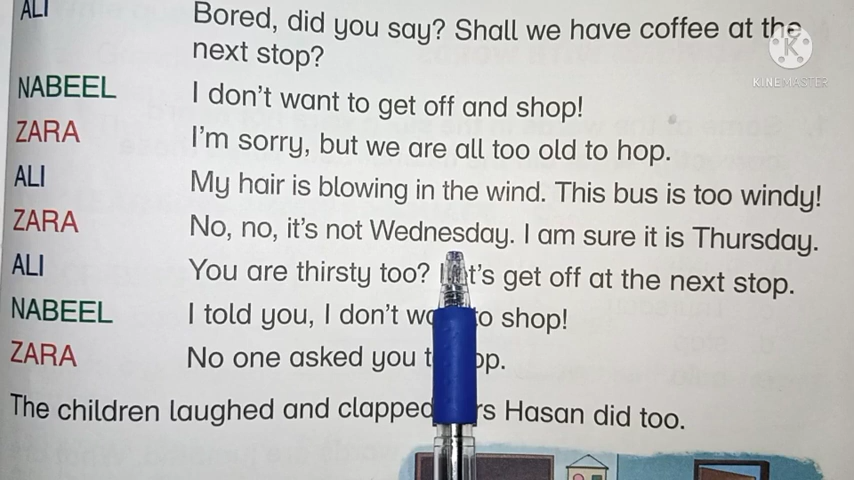 ALI Bored, did you say? Shall we have coffee at the
next stop?
NABEEL I don't want to get off and shop!
ZARA I'm sorry, but we are all too old to hop.
ALI My hair is blowing in the wind. This bus is too windy!
ZARA No, no, it's not Wednesday. I am sure it is Thursday.
ALI You are thirsty too? Let's get off at the next stop.
NABEEL I told you, I don't to shop!
ZARA No one asked you
The children laughed and clapped Hasan did too.
KINEMASTER